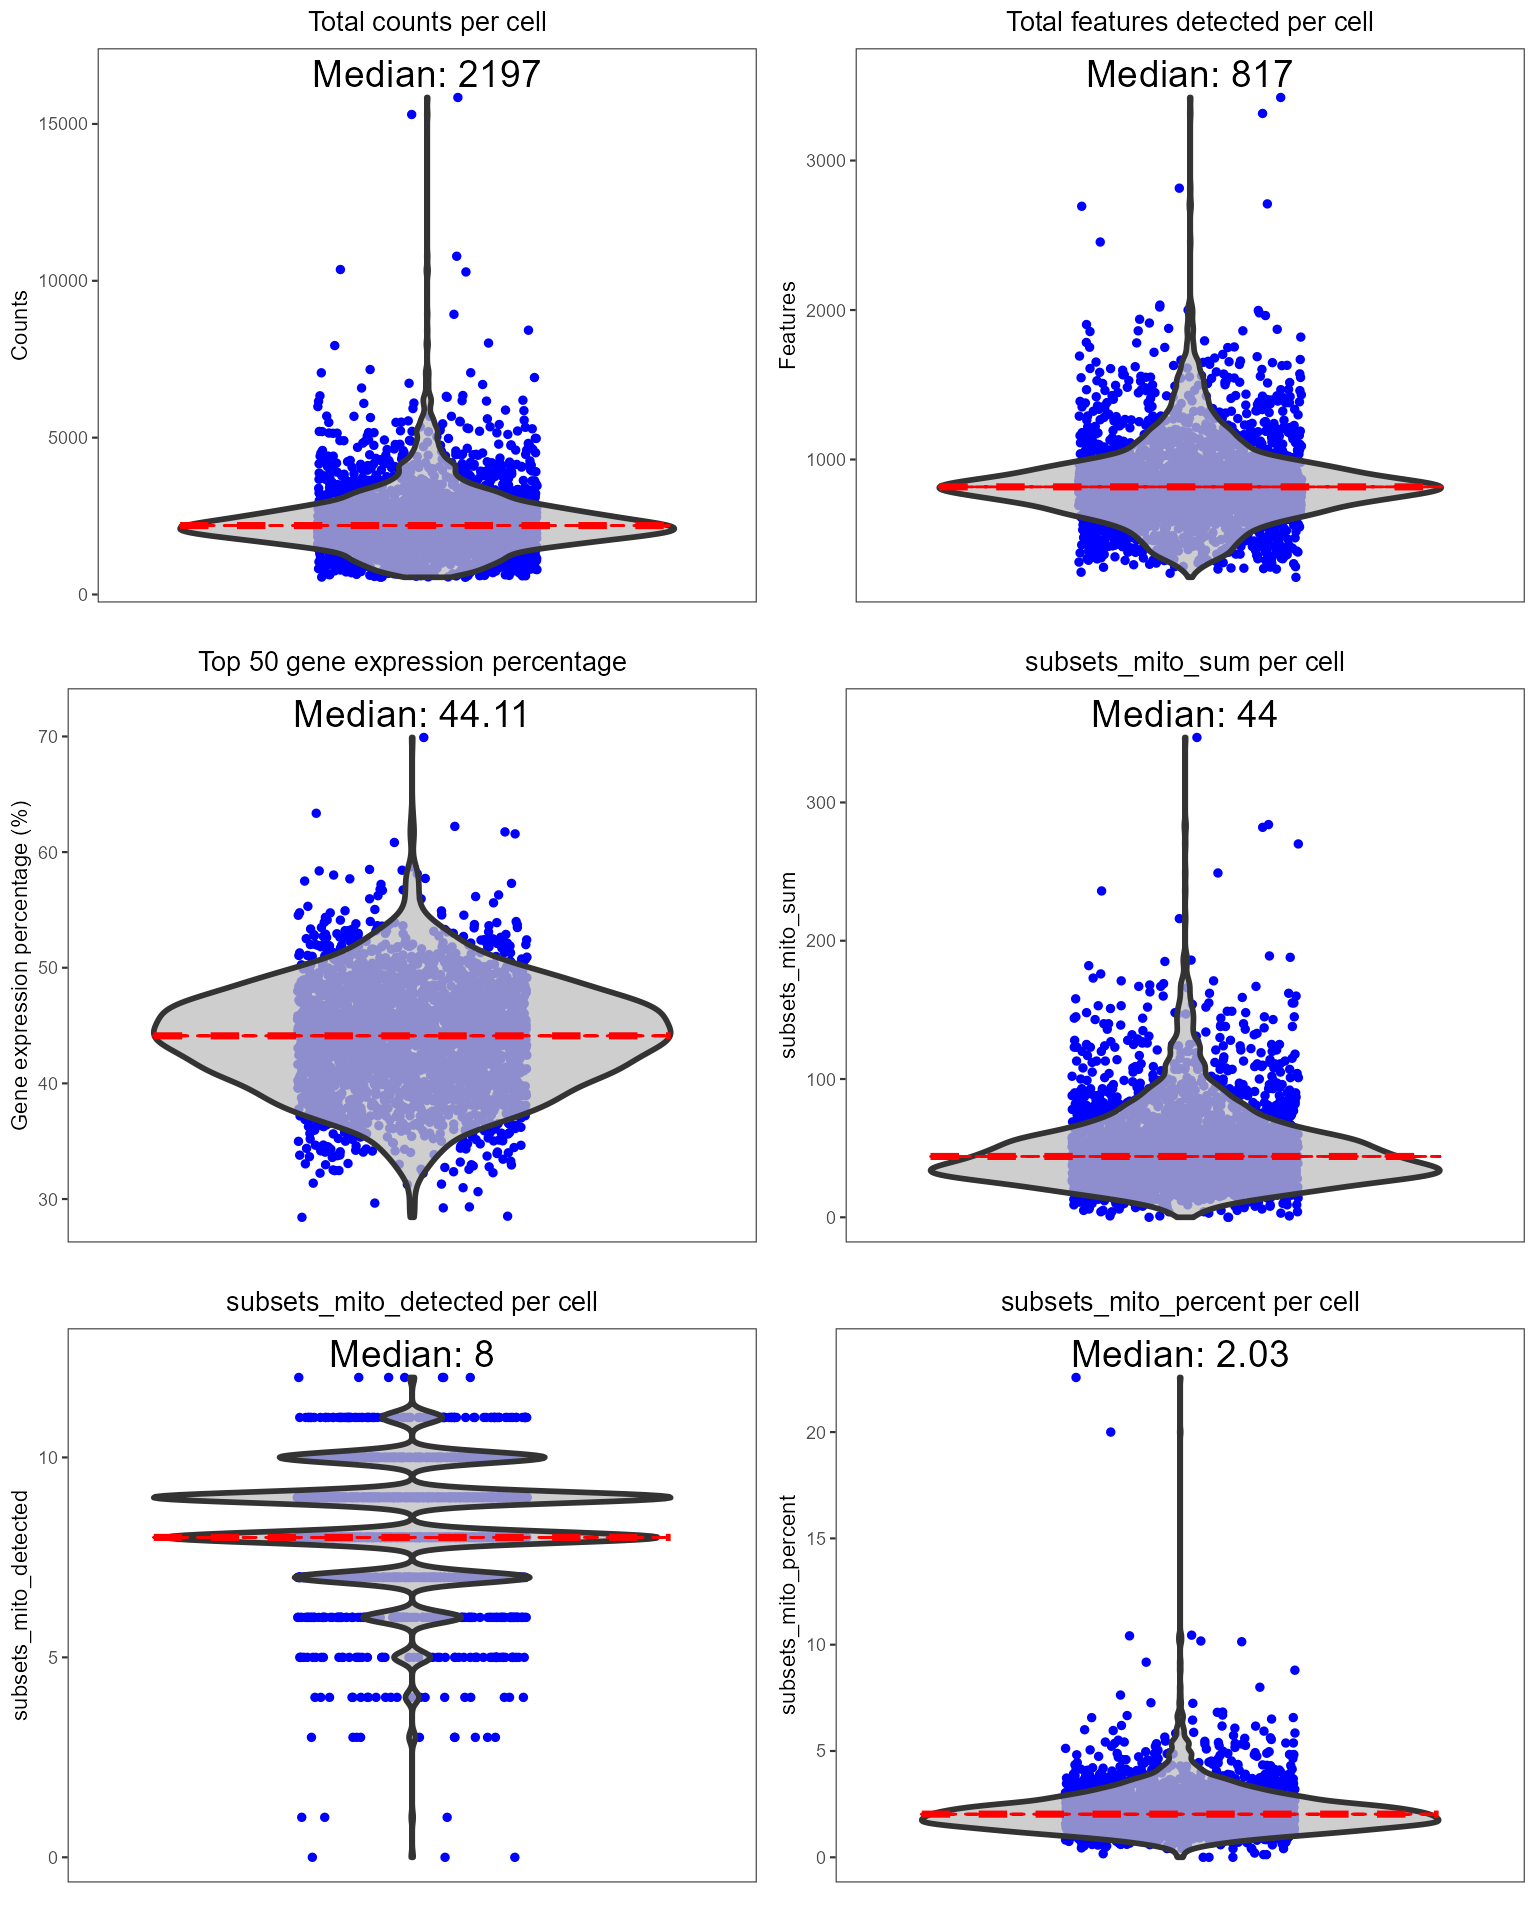 Total counts per cell
Median: 2197
15000
10000
5000
0
Counts
Total features detected per cell
Median: 817
3000
2000
1000
Features
Top 50 gene expression percentage
Median: 44.11
70
60
50
40
30
Gene expression percentage (%)
subsets_mito_sum per cell
Median: 44
300
200
100
0
subsets_mito_sum
subsets_mito_detected per cell
Median: 8
10
5
0
subsets_mito_detected
subsets_mito_percent per cell
Median: 2.03
20
15
10
5
0
subsets_mito_percent